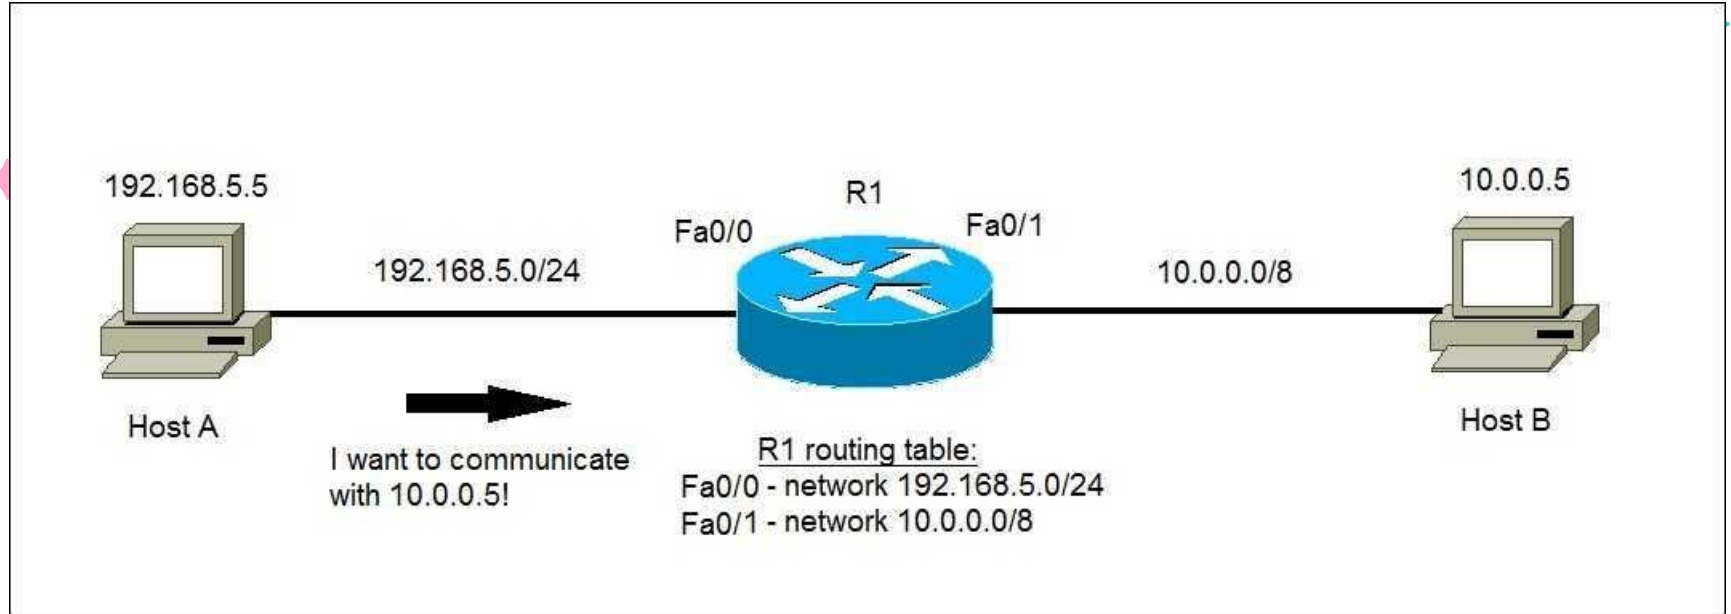 192.168.5.5
10.0.0.5
R1
Fa0/0
Fa0/1
192.168.5.0/24
10.0.0.0/8
Host A
Host B
I want to communicate
with 10.0.0.5!
R1 routing table:
Fa0/0 - network 192.168.5.0/24
Fa0/1 - network 10.0.0.0/8